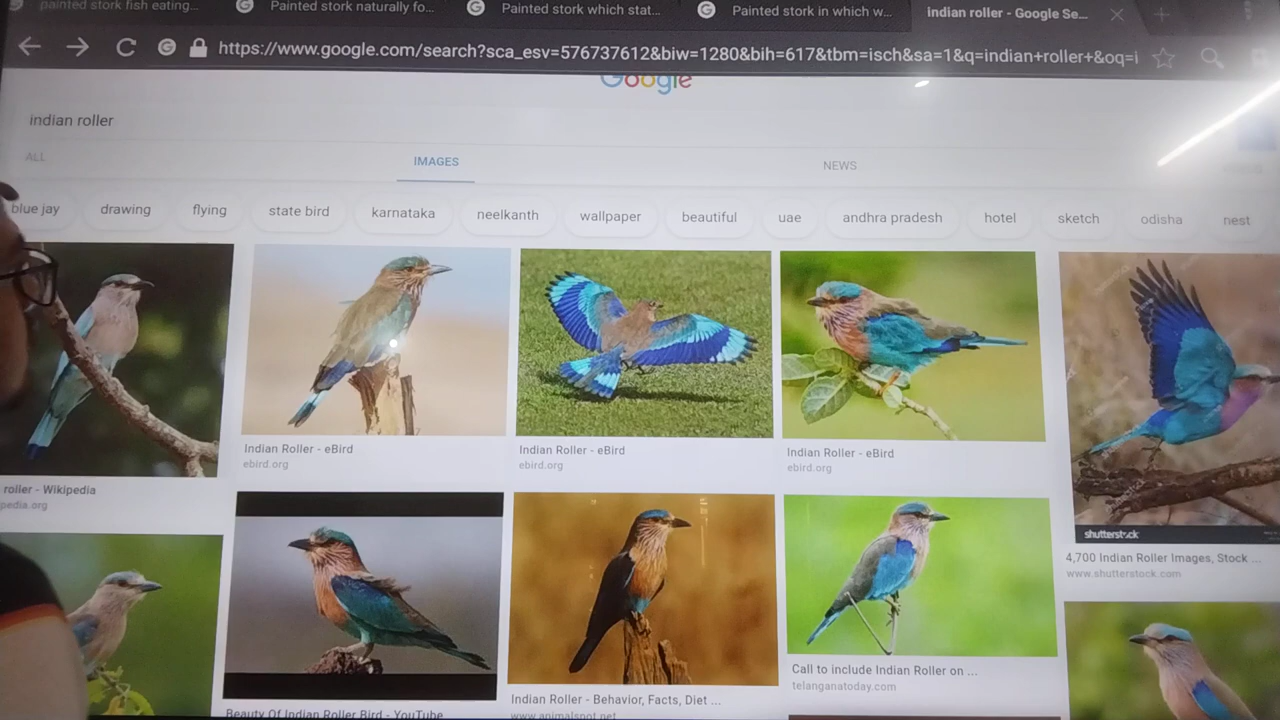 painted stork fish eating...
Painted stork naturally fo...
Painted stork which stat...
Painted stork in which w...
indian roller - Google Se...
https://www.google.com/search?sca_esv=576737612&biw=1280&bih=617&tbm=isch&sa=1&q=indian+roller+&oq=i
Google
indian roller
ALL
IMAGES
NEWS
blue jay
drawing
flying
state bird
karnataka
neelkanth
wallpaper
beautiful
uae
andhra pradesh
hotel
sketch
odisha
nest
roller - Wikipedia
pedia.org
Indian Roller - eBird
ebird.org
Indian Roller - eBird
ebird.org
Indian Roller - eBird
ebird.org
shutterstock
4,700 Indian Roller Images, Stock ...
www.shutterstock.com
Beauty Of Indian Roller Bird - YouTube
Indian Roller - Behavior, Facts, Diet ...
www.animalspot.net
Call to include Indian Roller on ...
telanganatoday.com